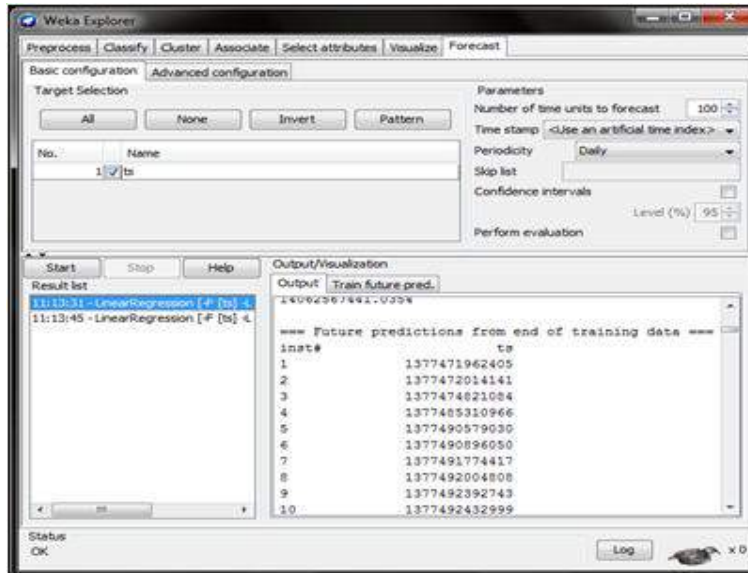 Weka Explorer
Preprocess Classify Cluster Associate Select attributes Visualize Forecast
Basic configuration Advanced configuration
Target Selection
All None Invert Pattern
No. Name
1 ts
Parameters
Number of time units to forecast 100
Time stamp <Use an artificial time index>
Periodicity Daily
Skip list
Confidence intervals
Level (%) 95
Perform evaluation
Start Stop Help
Result list
11:13:31 - LinearRegression [-F [ts] -L
11:13:45 - LinearRegression [-F [ts] -L
Output/Visualization
Output Train future pred.
14062567441.0354
=== Future predictions from end of training data ===
inst# ts
1 1377471962405
2 1377472014141
3 1377474821084
4 1377485310966
5 1377490579030
6 1377490896050
7 1377491774417
8 1377492004808
9 1377492392743
10 1377492432999
Status
OK
Log
x 0